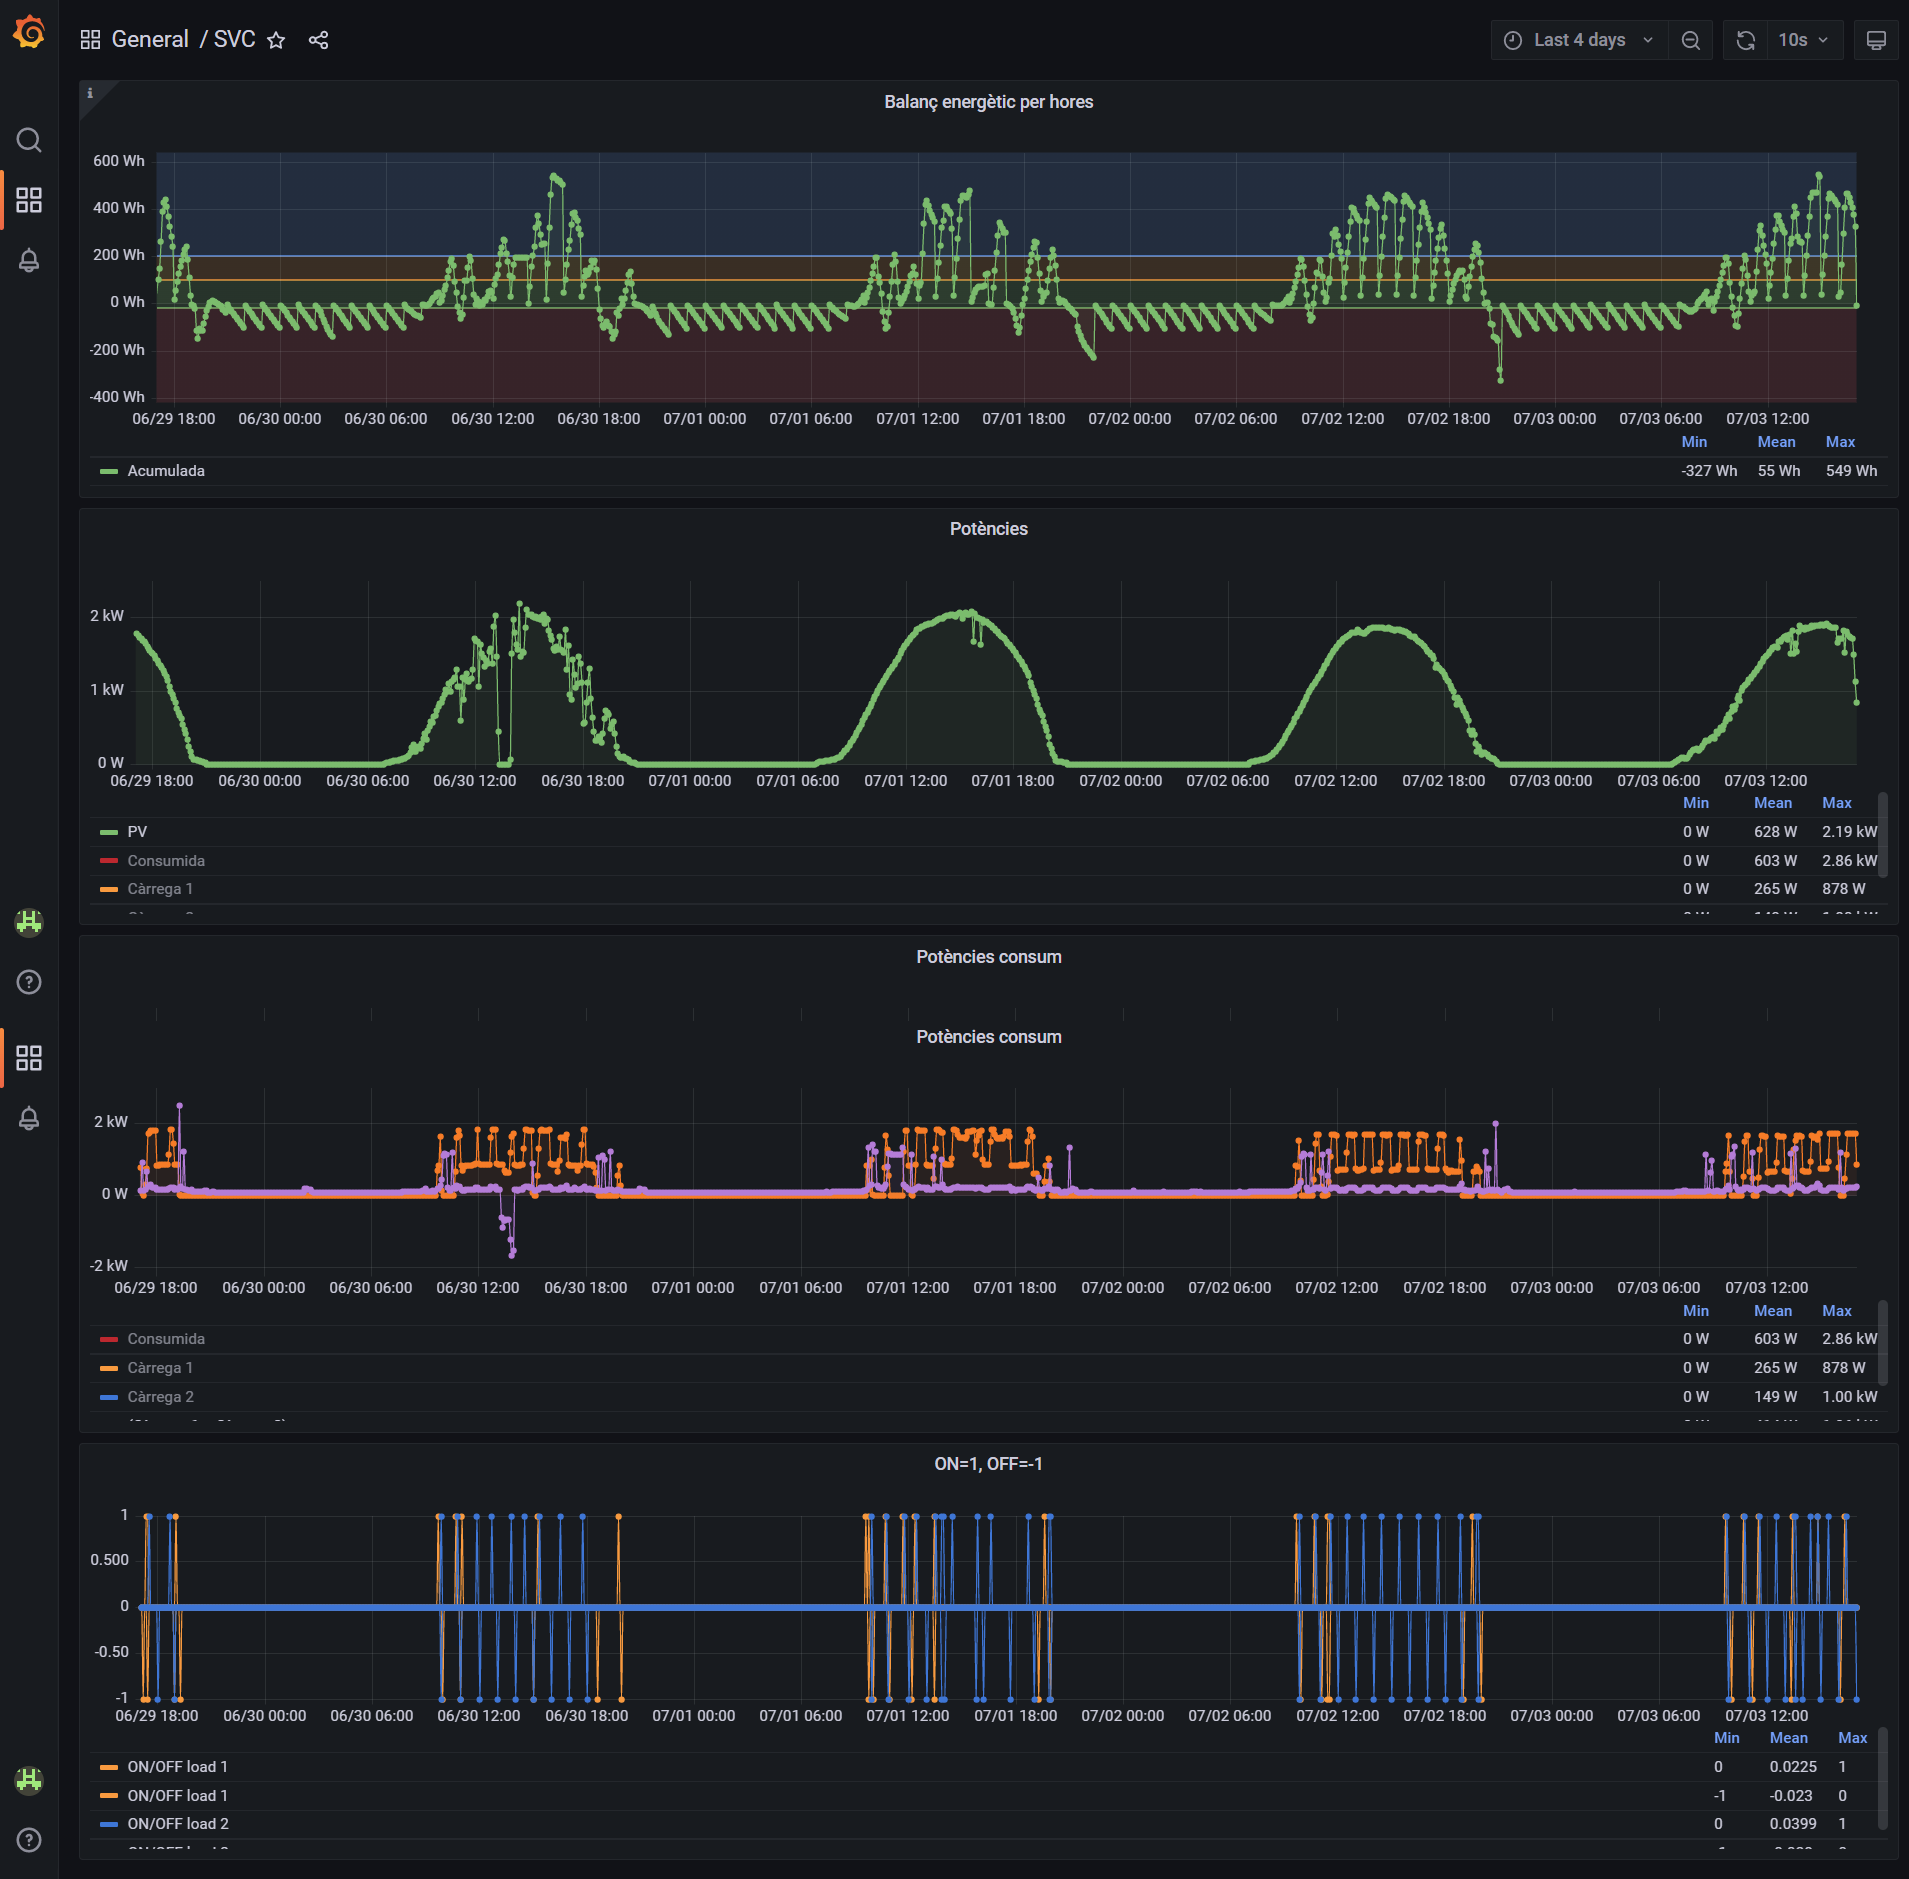 General / SVC
Last 4 days
10s
Balanç energètic per hores
600 Wh
400 Wh
200 Wh
0 Wh
-200 Wh
-400 Wh
06/29 18:00 06/30 00:00 06/30 06:00 06/30 12:00 06/30 18:00 07/01 00:00 07/01 06:00 07/01 12:00 07/01 18:00 07/02 00:00 07/02 06:00 07/02 12:00 07/02 18:00 07/03 00:00 07/03 06:00 07/03 12:00
Min Mean Max
Acumulada -327 Wh 55 Wh 549 Wh
Potències
2 kW
1 kW
0 W
06/29 18:00 06/30 00:00 06/30 06:00 06/30 12:00 06/30 18:00 07/01 00:00 07/01 06:00 07/01 12:00 07/01 18:00 07/02 00:00 07/02 06:00 07/02 12:00 07/02 18:00 07/03 00:00 07/03 06:00 07/03 12:00
Min Mean Max
PV 0 W 628 W 2.19 kW
Consumida 0 W 603 W 2.86 kW
Càrrega 1 0 W 265 W 878 W
Potències consum
Potències consum
2 kW
0 W
-2 kW
06/29 18:00 06/30 00:00 06/30 06:00 06/30 12:00 06/30 18:00 07/01 00:00 07/01 06:00 07/01 12:00 07/01 18:00 07/02 00:00 07/02 06:00 07/02 12:00 07/02 18:00 07/03 00:00 07/03 06:00 07/03 12:00
Min Mean Max
Consumida 0 W 603 W 2.86 kW
Càrrega 1 0 W 265 W 878 W
Càrrega 2 0 W 149 W 1.00 kW
ON=1, OFF=-1
1
0.500
0
-0.50
-1
06/29 18:00 06/30 00:00 06/30 06:00 06/30 12:00 06/30 18:00 07/01 00:00 07/01 06:00 07/01 12:00 07/01 18:00 07/02 00:00 07/02 06:00 07/02 12:00 07/02 18:00 07/03 00:00 07/03 06:00 07/03 12:00
Min Mean Max
ON/OFF load 1 0 0.0225 1
ON/OFF load 1 -1 -0.023 0
ON/OFF load 2 0 0.0399 1